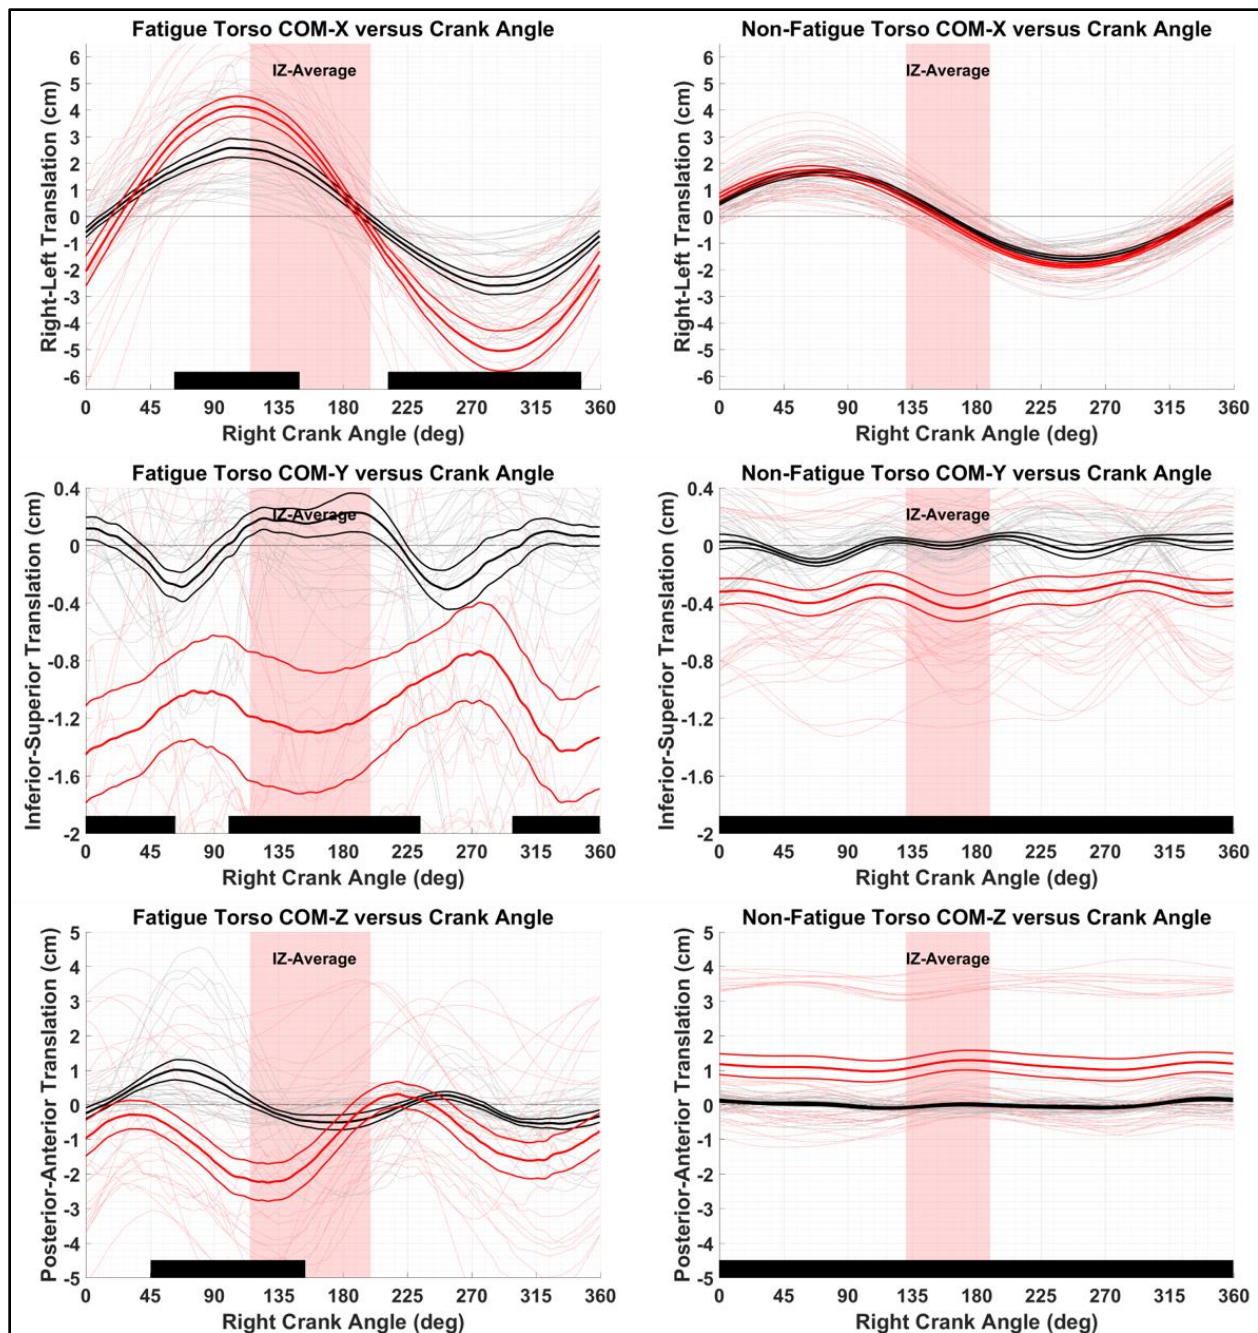 Fatigue Torso COM-X versus Crank Angle
Right-Left Translation (cm)
6
5
4
3
2
1
0
-1
-2
-3
-4
-5
-6
IZ-Average
0 45 90 135 180 225 270 315 360
Right Crank Angle (deg)
Non-Fatigue Torso COM-X versus Crank Angle
Right-Left Translation (cm)
6
5
4
3
2
1
0
-1
-2
-3
-4
-5
-6
IZ-Average
0 45 90 135 180 225 270 315 360
Right Crank Angle (deg)
Fatigue Torso COM-Y versus Crank Angle
Inferior-Superior Translation (cm)
0.4
0
-0.4
-0.8
-1.2
-1.6
-2
IZ-Average
0 45 90 135 180 225 270 315 360
Right Crank Angle (deg)
Non-Fatigue Torso COM-Y versus Crank Angle
Inferior-Superior Translation (cm)
0.4
0
-0.4
-0.8
-1.2
-1.6
-2
IZ-Average
0 45 90 135 180 225 270 315 360
Right Crank Angle (deg)
Fatigue Torso COM-Z versus Crank Angle
Posterior-Anterior Translation (cm)
5
4
3
2
1
0
-1
-2
-3
-4
-5
IZ-Average
0 45 90 135 180 225 270 315 360
Right Crank Angle (deg)
Non-Fatigue Torso COM-Z versus Crank Angle
Posterior-Anterior Translation (cm)
5
4
3
2
1
0
-1
-2
-3
-4
-5
IZ-Average
0 45 90 135 180 225 270 315 360
Right Crank Angle (deg)